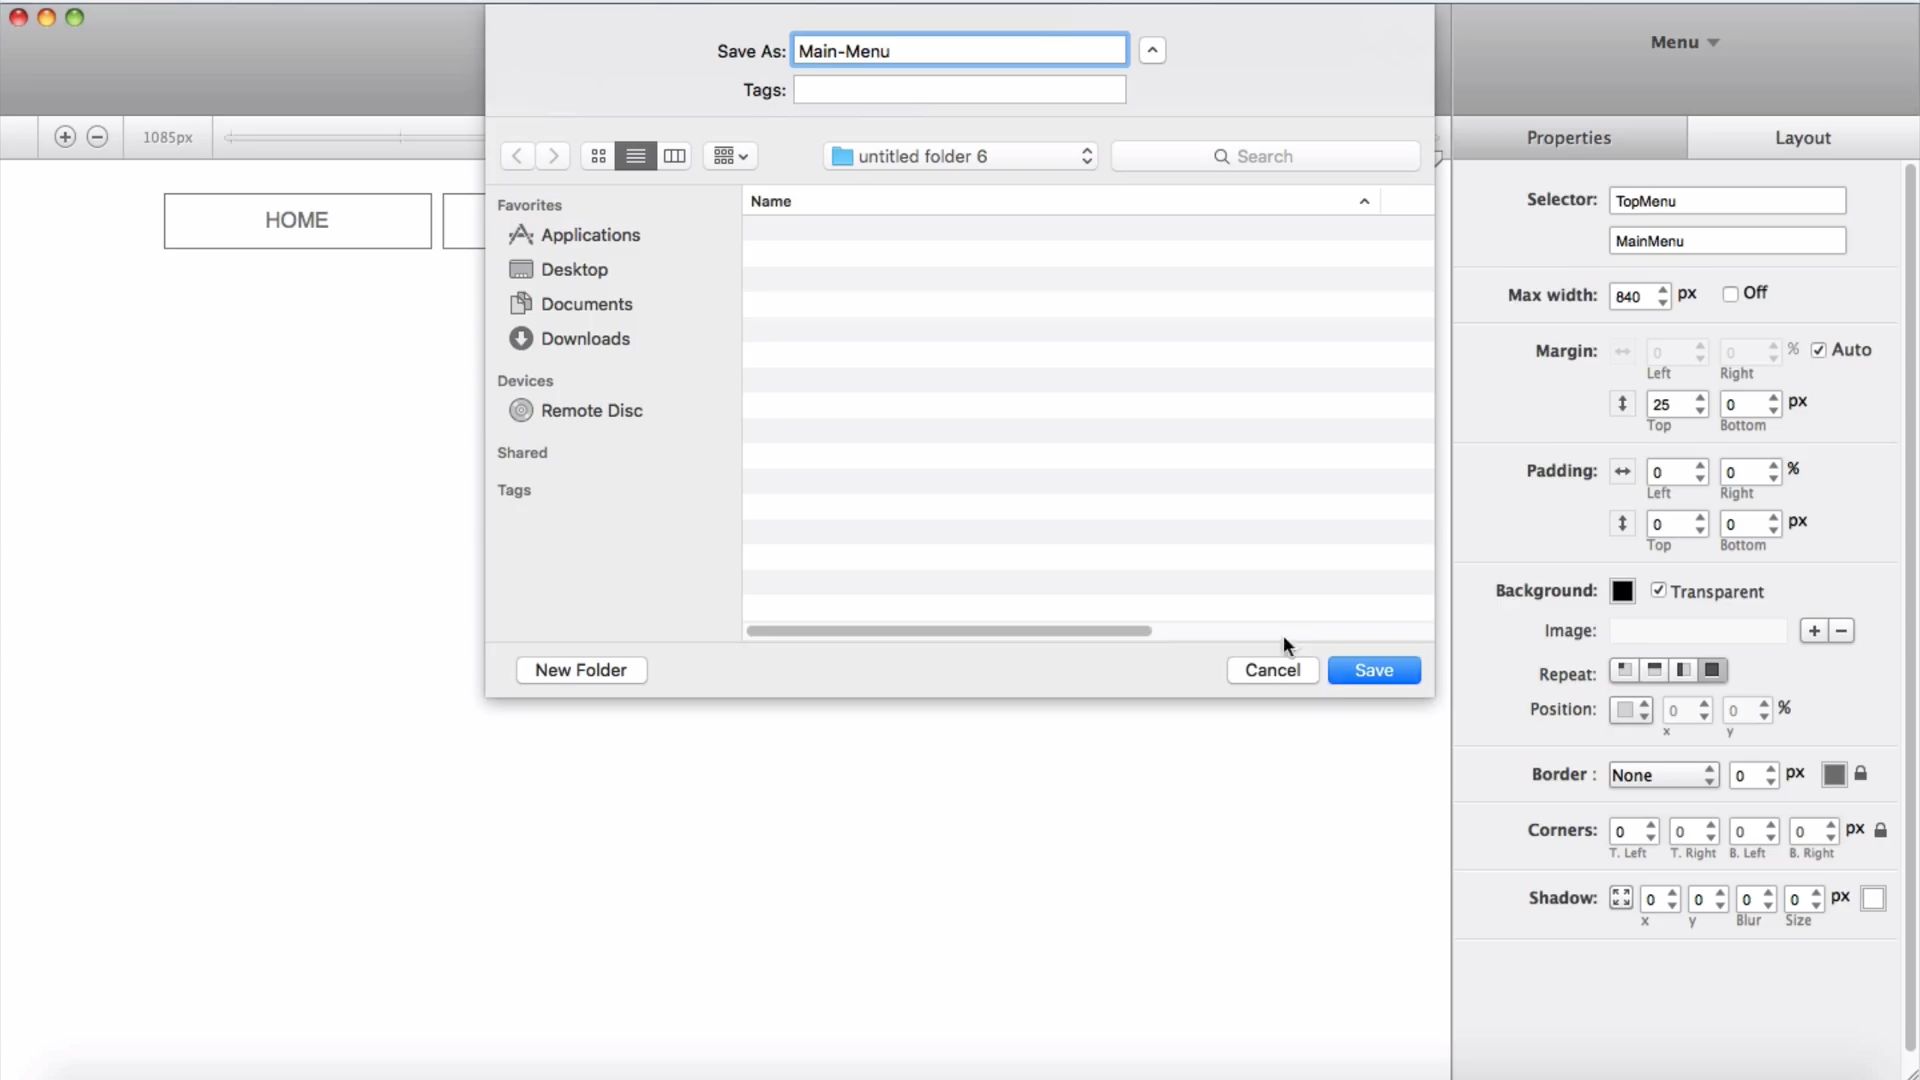 Save As: Main-Menu
Tags:
Menu
1085px
untitled folder 6
Search
Properties
Layout
HOME
Favorites
Applications
Desktop
Documents
Downloads
Devices
Remote Disc
Shared
Tags
Name
New Folder
Cancel
Save
Selector: TopMenu
MainMenu
Max width: 840 px Off
Margin: 0 0 % Auto
Left Right
25 0 px
Top Bottom
Padding: 0 0 %
Left Right
0 0 px
Top Bottom
Background: Transparent
Image:
Repeat:
Position: 0 0 %
x y
Border : None 0 px
Corners: 0 0 0 0 px
T. Left T. Right B. Left B. Right
Shadow: 0 0 0 0 px
x y Blur Size